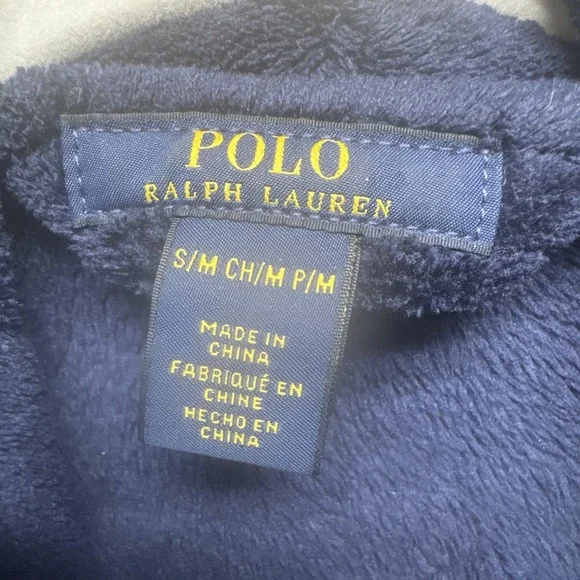 POLO
RALPH LAUREN
S/M CH/M P/M
MADE IN
CHINA
FABRIQUÉ EN
CHINE
HECHO EN
CHINA